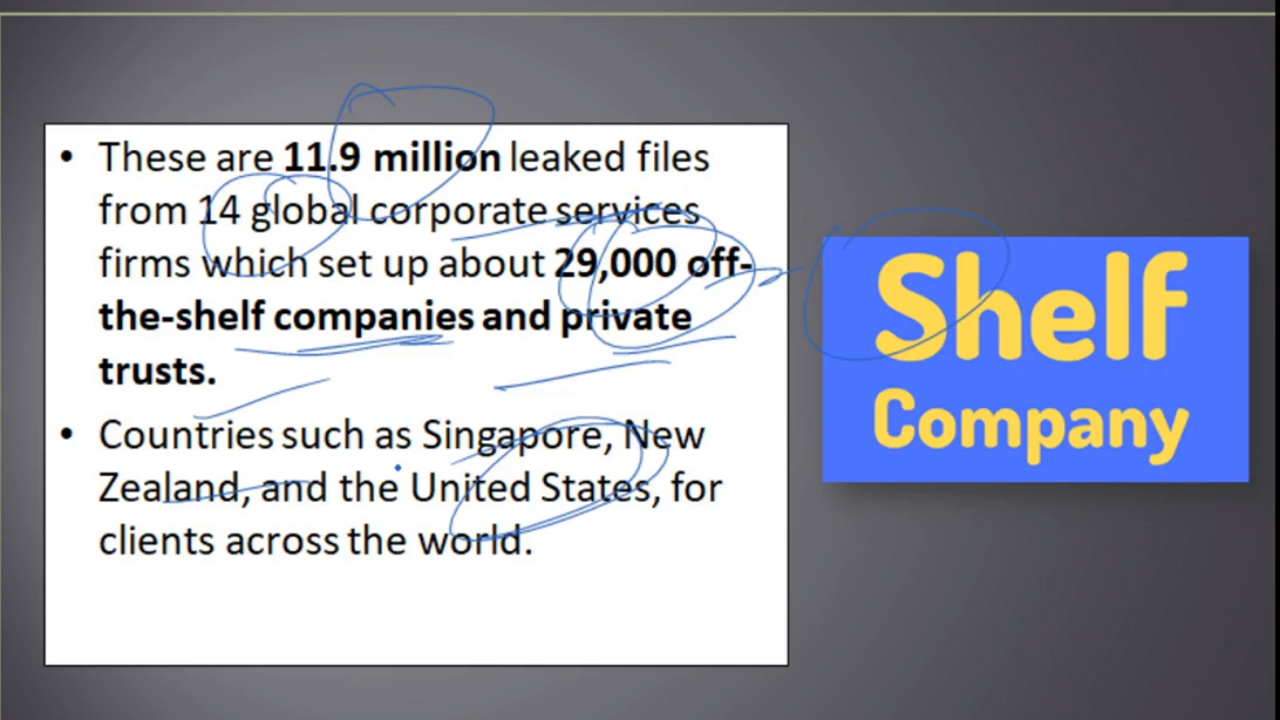 • These are 11.9 million leaked files
from 14 global corporate services
firms which set up about 29,000 off-
the-shelf companies and private
trusts.
• Countries such as Singapore, New
Zealand, and the United States, for
clients across the world.
Shelf
Company